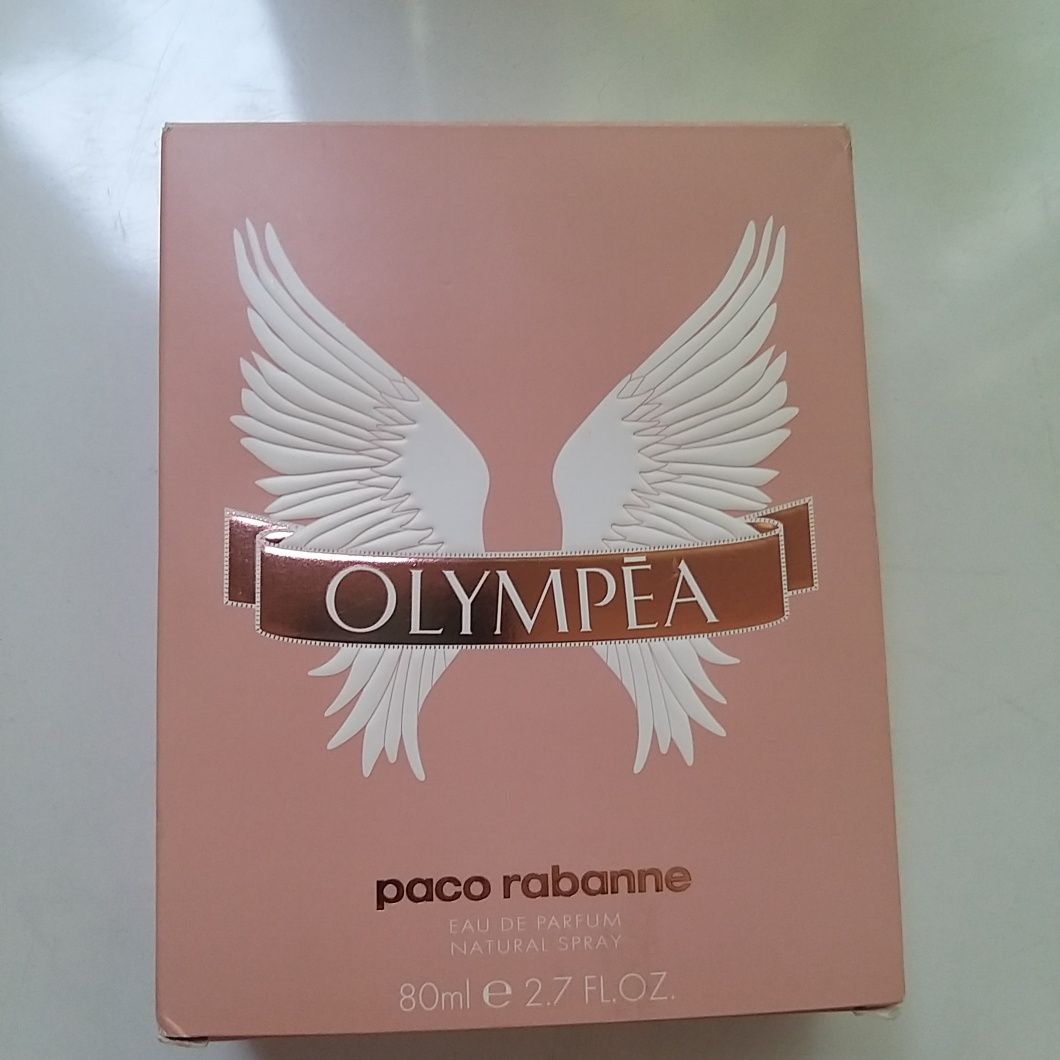 OLYMPĒA
paco rabanne
EAU DE PARFUM
NATURAL SPRAY
80ml ℮ 2.7 FL.OZ.